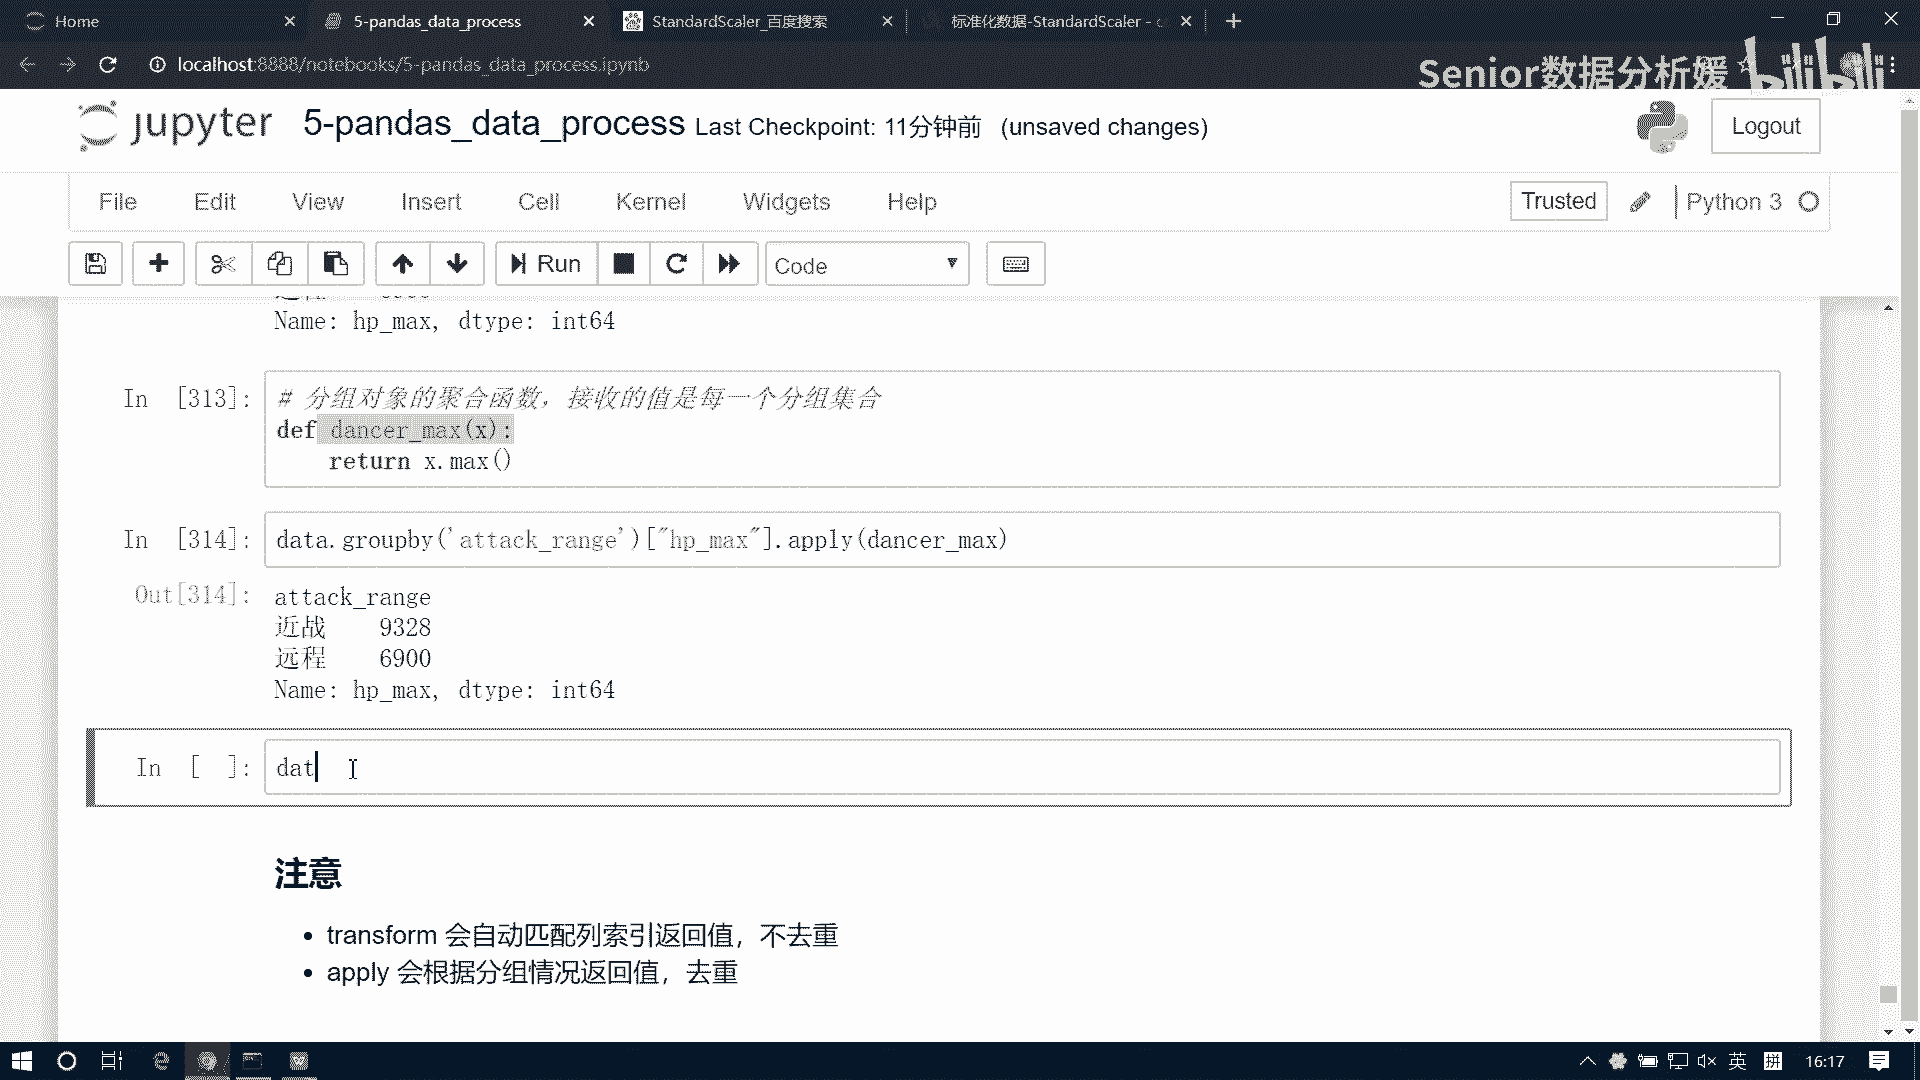 Home
5-pandas_data_process
StandardScaler_百度搜索
标准化数据-StandardScaler - c
localhost:8888/notebooks/5-pandas_data_process.ipynb
Senior数据分析媛
bilibili
jupyter
5-pandas_data_process Last Checkpoint: 11分钟前 (unsaved changes)
Logout
File Edit View Insert Cell Kernel Widgets Help
Trusted
Python 3
Run
Code
Name: hp_max, dtype: int64
In [313]: # 分组对象的聚合函数，接收的值是每一个分组集合
def dancer_max(x):
return x.max()
In [314]: data.groupby('attack_range')["hp_max"].apply(dancer_max)
Out[314]: attack_range
近战 9328
远程 6900
Name: hp_max, dtype: int64
In [ ]: dat
注意
• transform 会自动匹配列索引返回值，不去重
• apply 会根据分组情况返回值，去重
英 拼 16:17